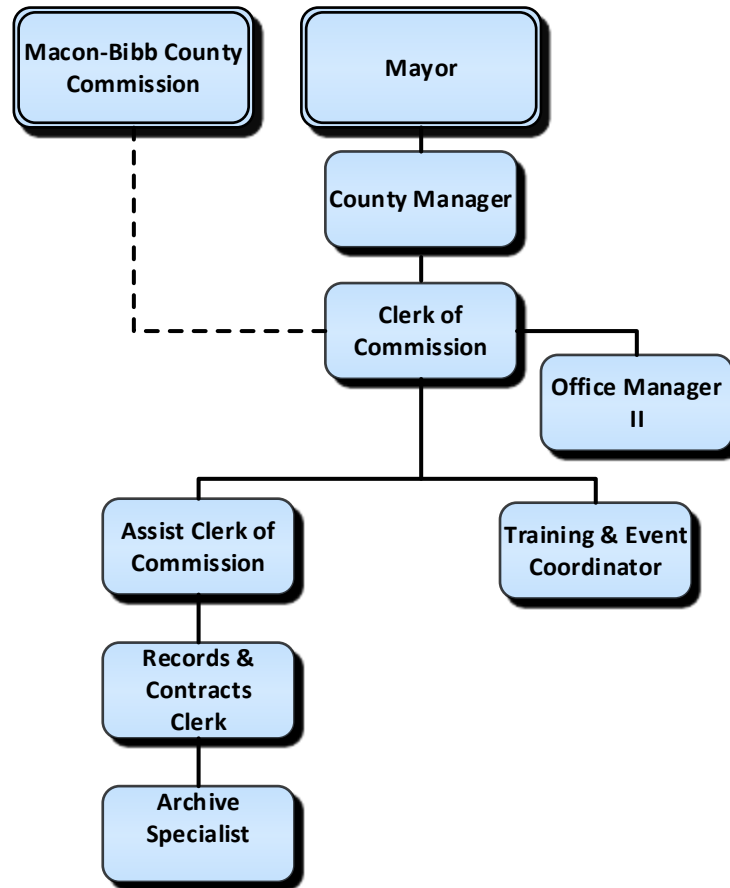 Macon-Bibb County
Commission
Mayor
County Manager
Clerk of
Commission
Office Manager
II
Assist Clerk of
Commission
Training & Event
Coordinator
Records &
Contracts
Clerk
Archive
Specialist